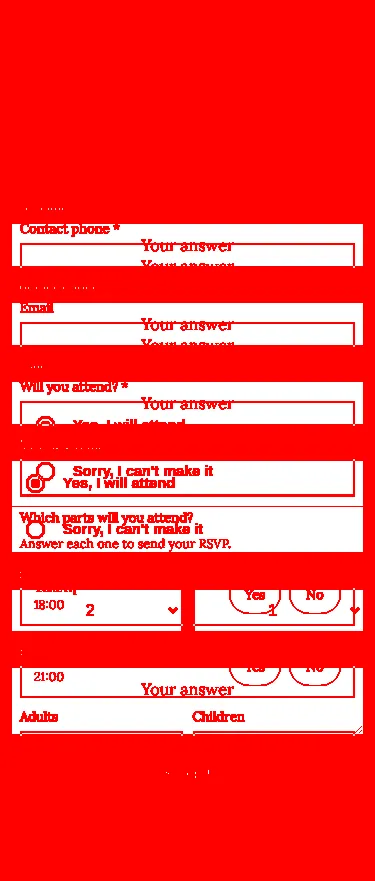 Contact phone *
Your answer
Your answer
Email
Your answer
Your answer
Will you attend? *
Your answer
Yes, I will attend
Sorry, I can't make it
Yes, I will attend
Which parts will you attend?
Sorry, I can't make it
Answer each one to send your RSVP.
18:00
2
Yes
No
1
21:00
Yes
No
Your answer
Adults
Children